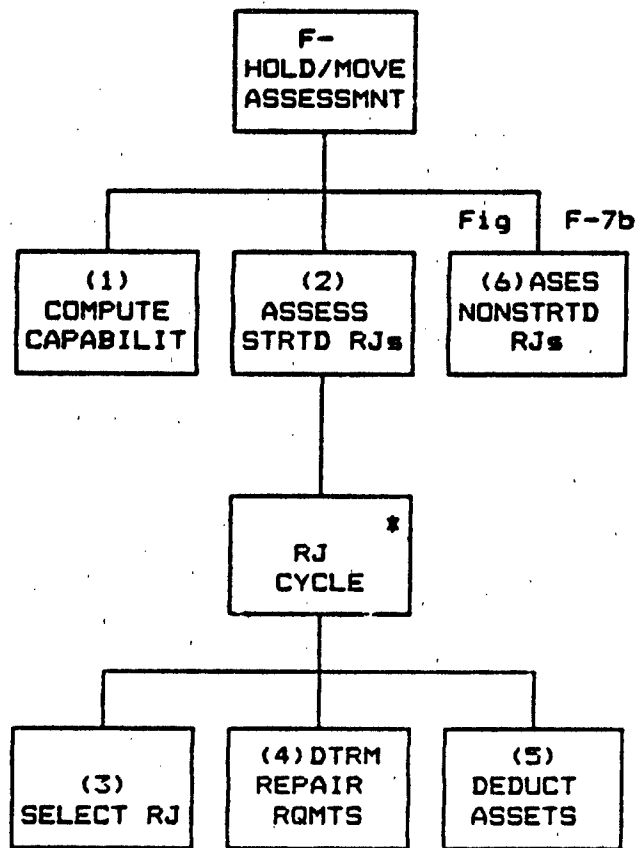 F-
HOLD/MOVE
ASSESSMNT
Fig F-7b
(1)
COMPUTE
CAPABILIT
(2)
ASSESS
STRTD RJs
(6)ASES
NONSTRTD
RJs
*
RJ
CYCLE
(3)
SELECT RJ
(4)DTRM
REPAIR
RQMTS
(5)
DEDUCT
ASSETS